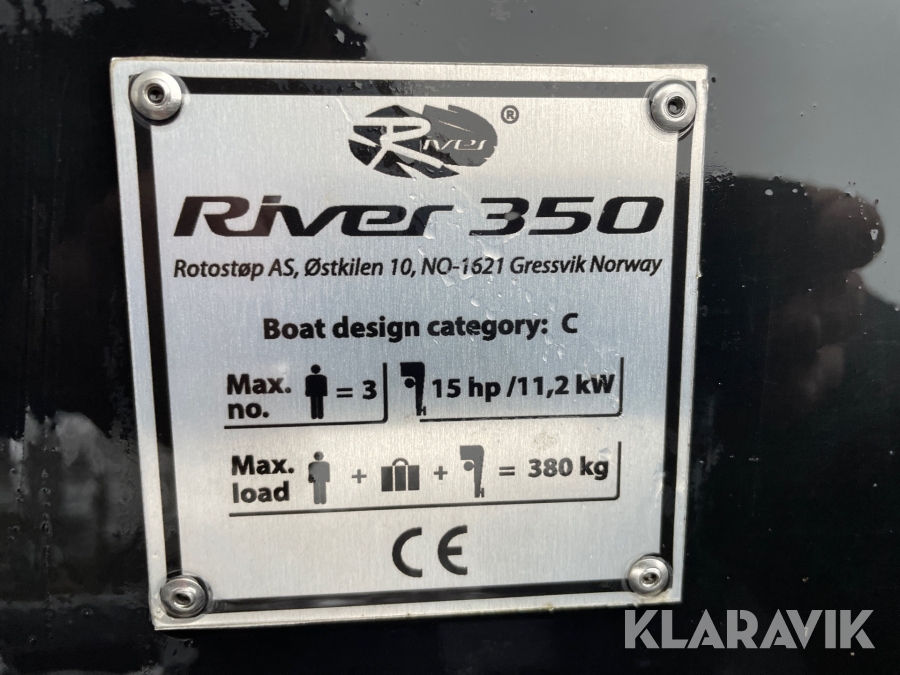 River ®
River 350
Rotostøp AS, Østkilen 10, NO-1621 Gressvik Norway
Boat design category: C
Max. no. = 3
15 hp /11,2 kW
Max. load + + = 380 kg
CE
KLARAVIK